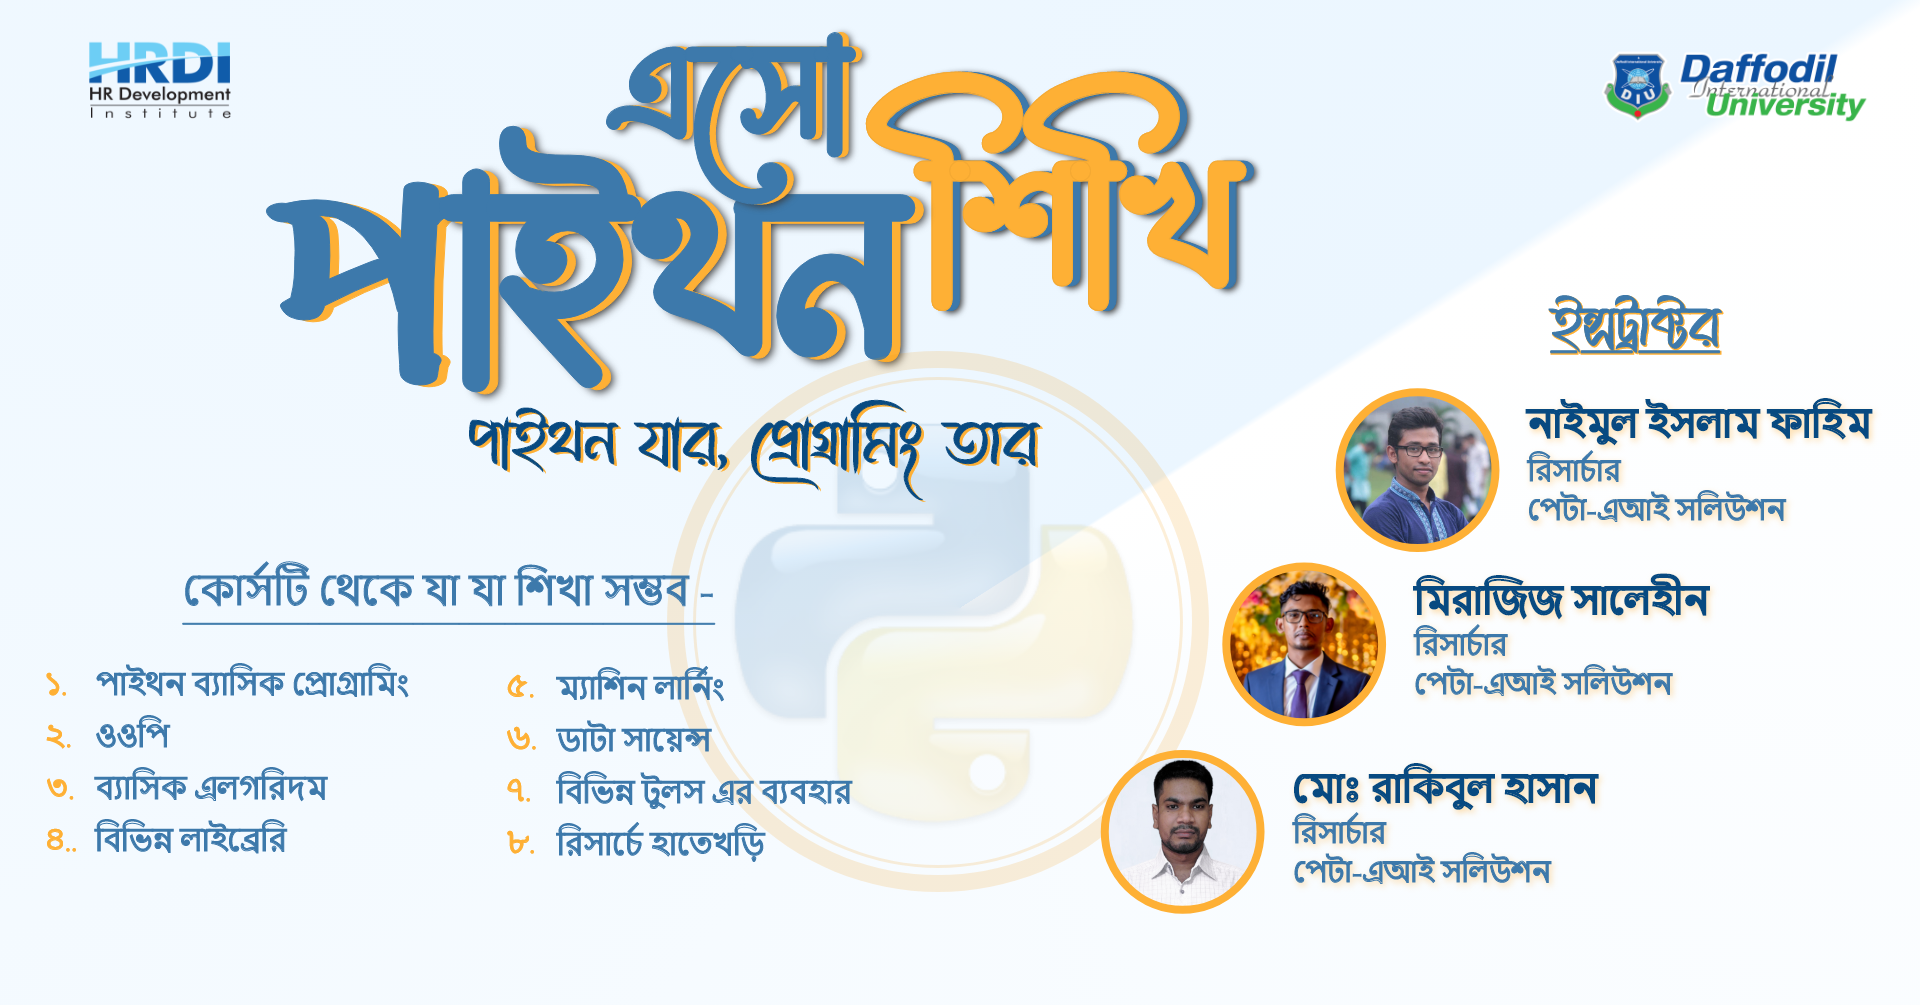 HRDI
HR Development
Institute
Daffodil
International
University
DIU
এসো
পাইথন শিখি
পাইথন যার, প্রোগ্রামিং তার
কোর্সটি থেকে যা যা শিখা সম্ভব -
১. পাইথন ব্যাসিক প্রোগ্রামিং
২. ওওপি
৩. ব্যাসিক এলগরিদম
৪.. বিভিন্ন লাইব্রেরি
৫. ম্যাশিন লার্নিং
৬. ডাটা সায়েন্স
৭. বিভিন্ন টুলস এর ব্যবহার
৮. রিসার্চে হাতেখড়ি
ইন্সট্রাক্টর
নাইমুল ইসলাম ফাহিম
রিসার্চার
পেটা-এআই সলিউশন
মিরাজিজ সালেহীন
রিসার্চার
পেটা-এআই সলিউশন
মোঃ রাকিবুল হাসান
রিসার্চার
পেটা-এআই সলিউশন